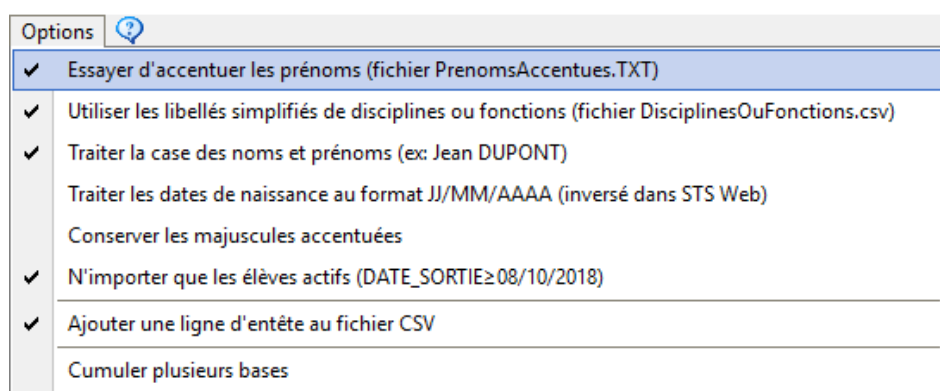 Options
Essayer d'accentuer les prénoms (fichier PrenomsAccentues.TXT)
Utiliser les libellés simplifiés de disciplines ou fonctions (fichier DisciplinesOuFonctions.csv)
Traiter la case des noms et prénoms (ex: Jean DUPONT)
Traiter les dates de naissance au format JJ/MM/AAAA (inversé dans STS Web)
Conserver les majuscules accentuées
N'importer que les élèves actifs (DATE_SORTIE≥08/10/2018)
Ajouter une ligne d'entête au fichier CSV
Cumuler plusieurs bases